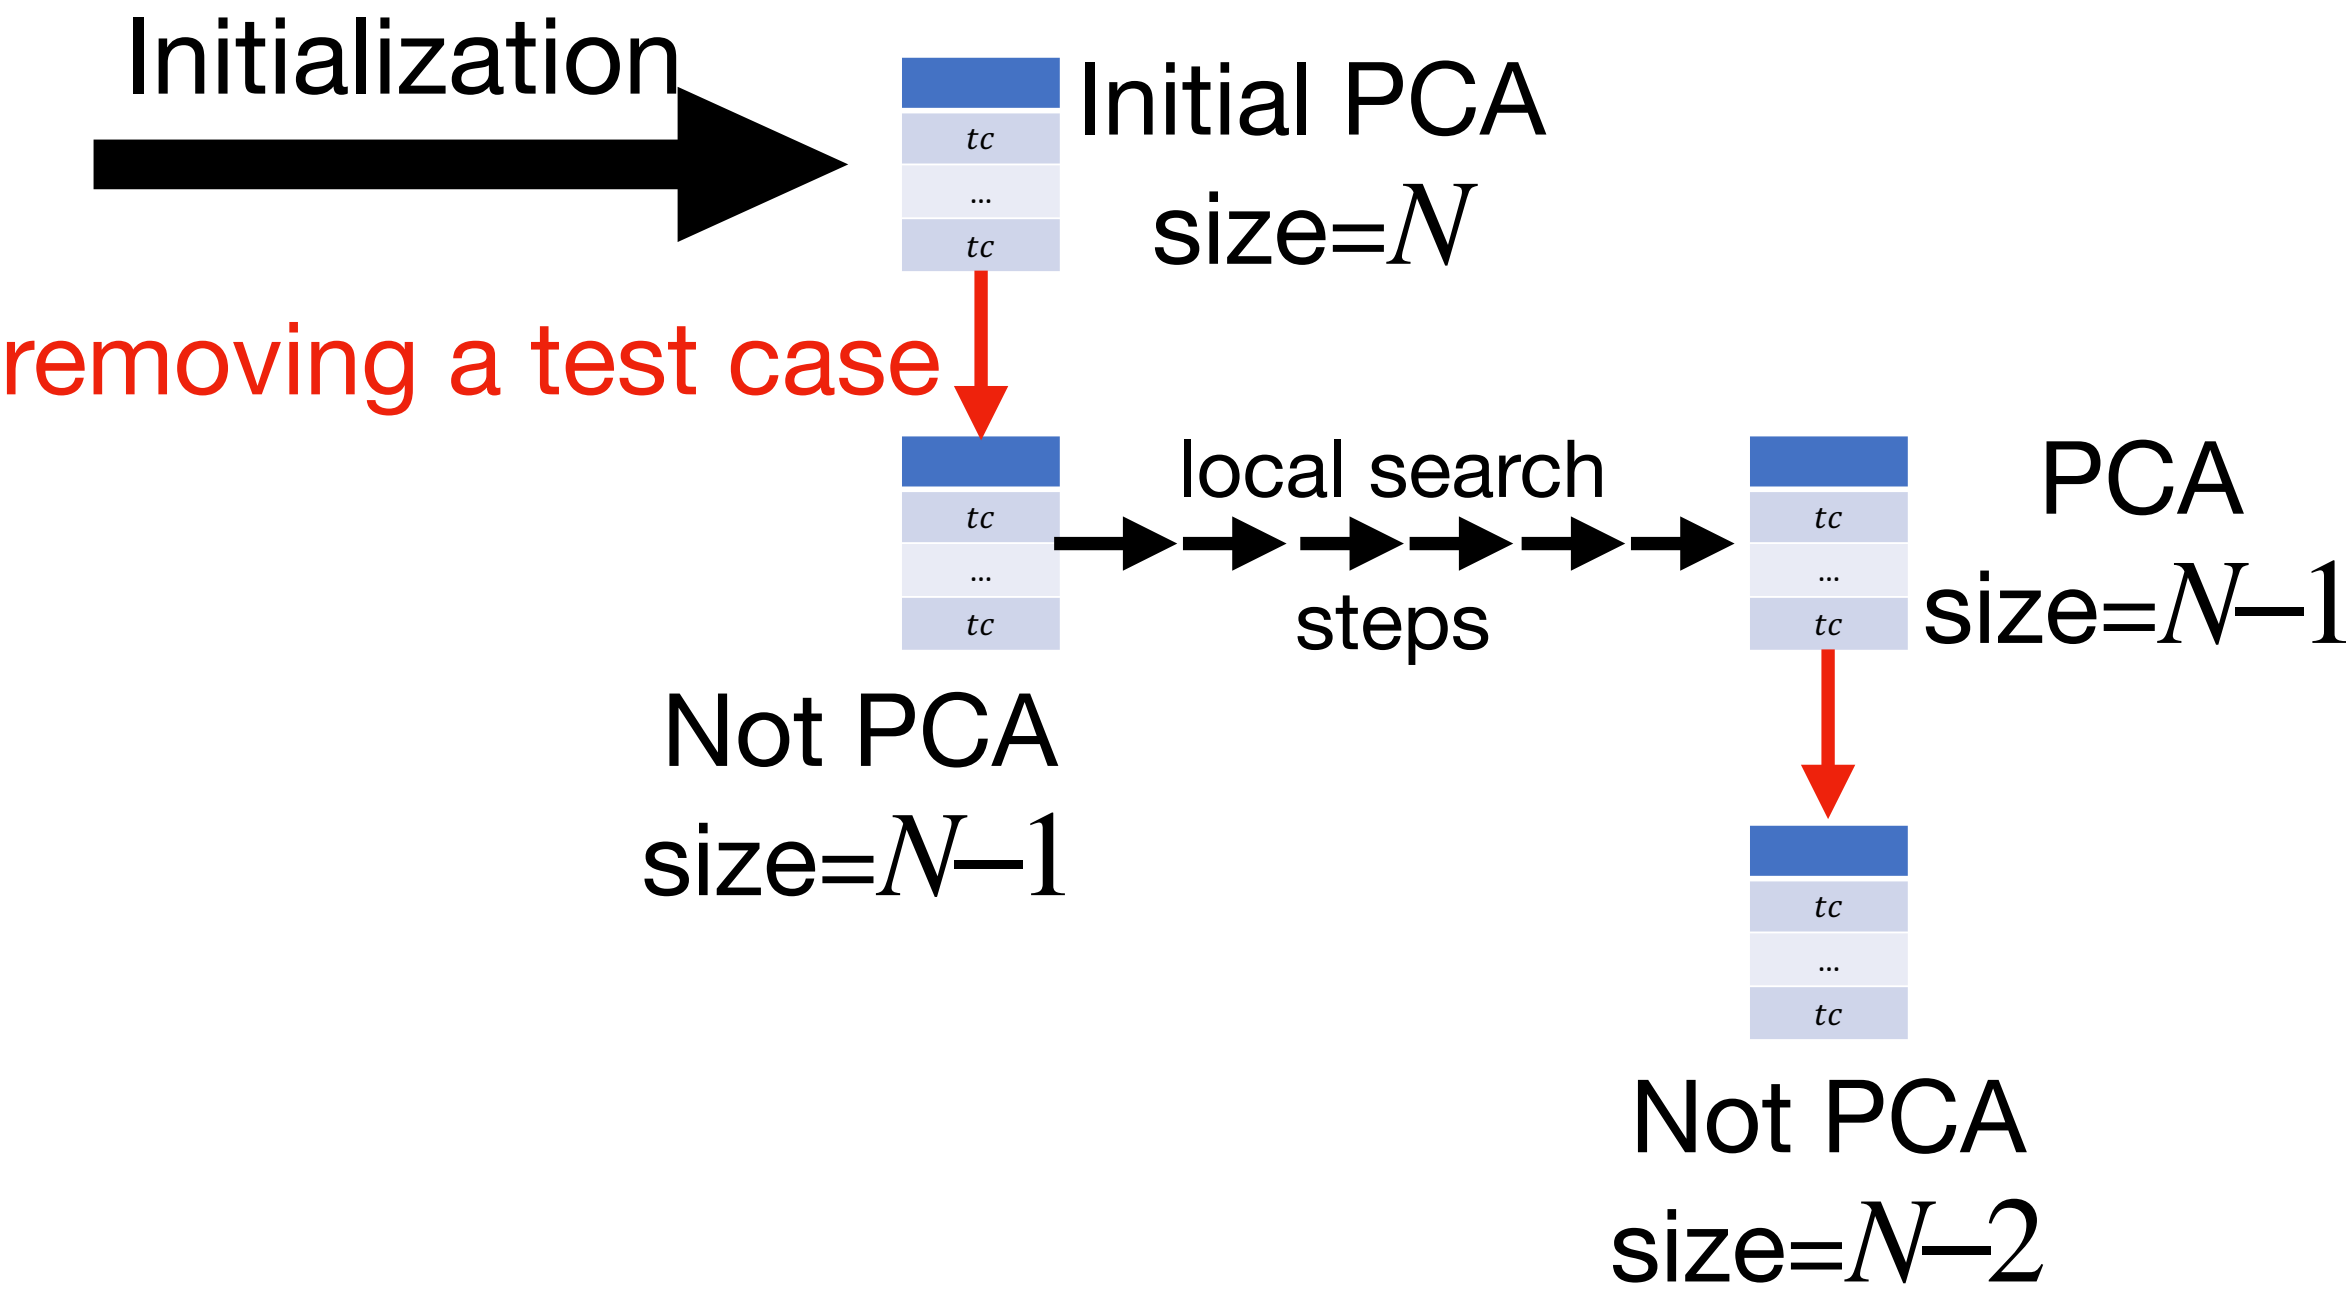 Initialization
Initial PCA
size=N
tc
...
tc
removing a test case
tc
...
tc
local search
steps
tc
...
tc
PCA
size=N–1
Not PCA
size=N–1
tc
...
tc
Not PCA
size=N–2